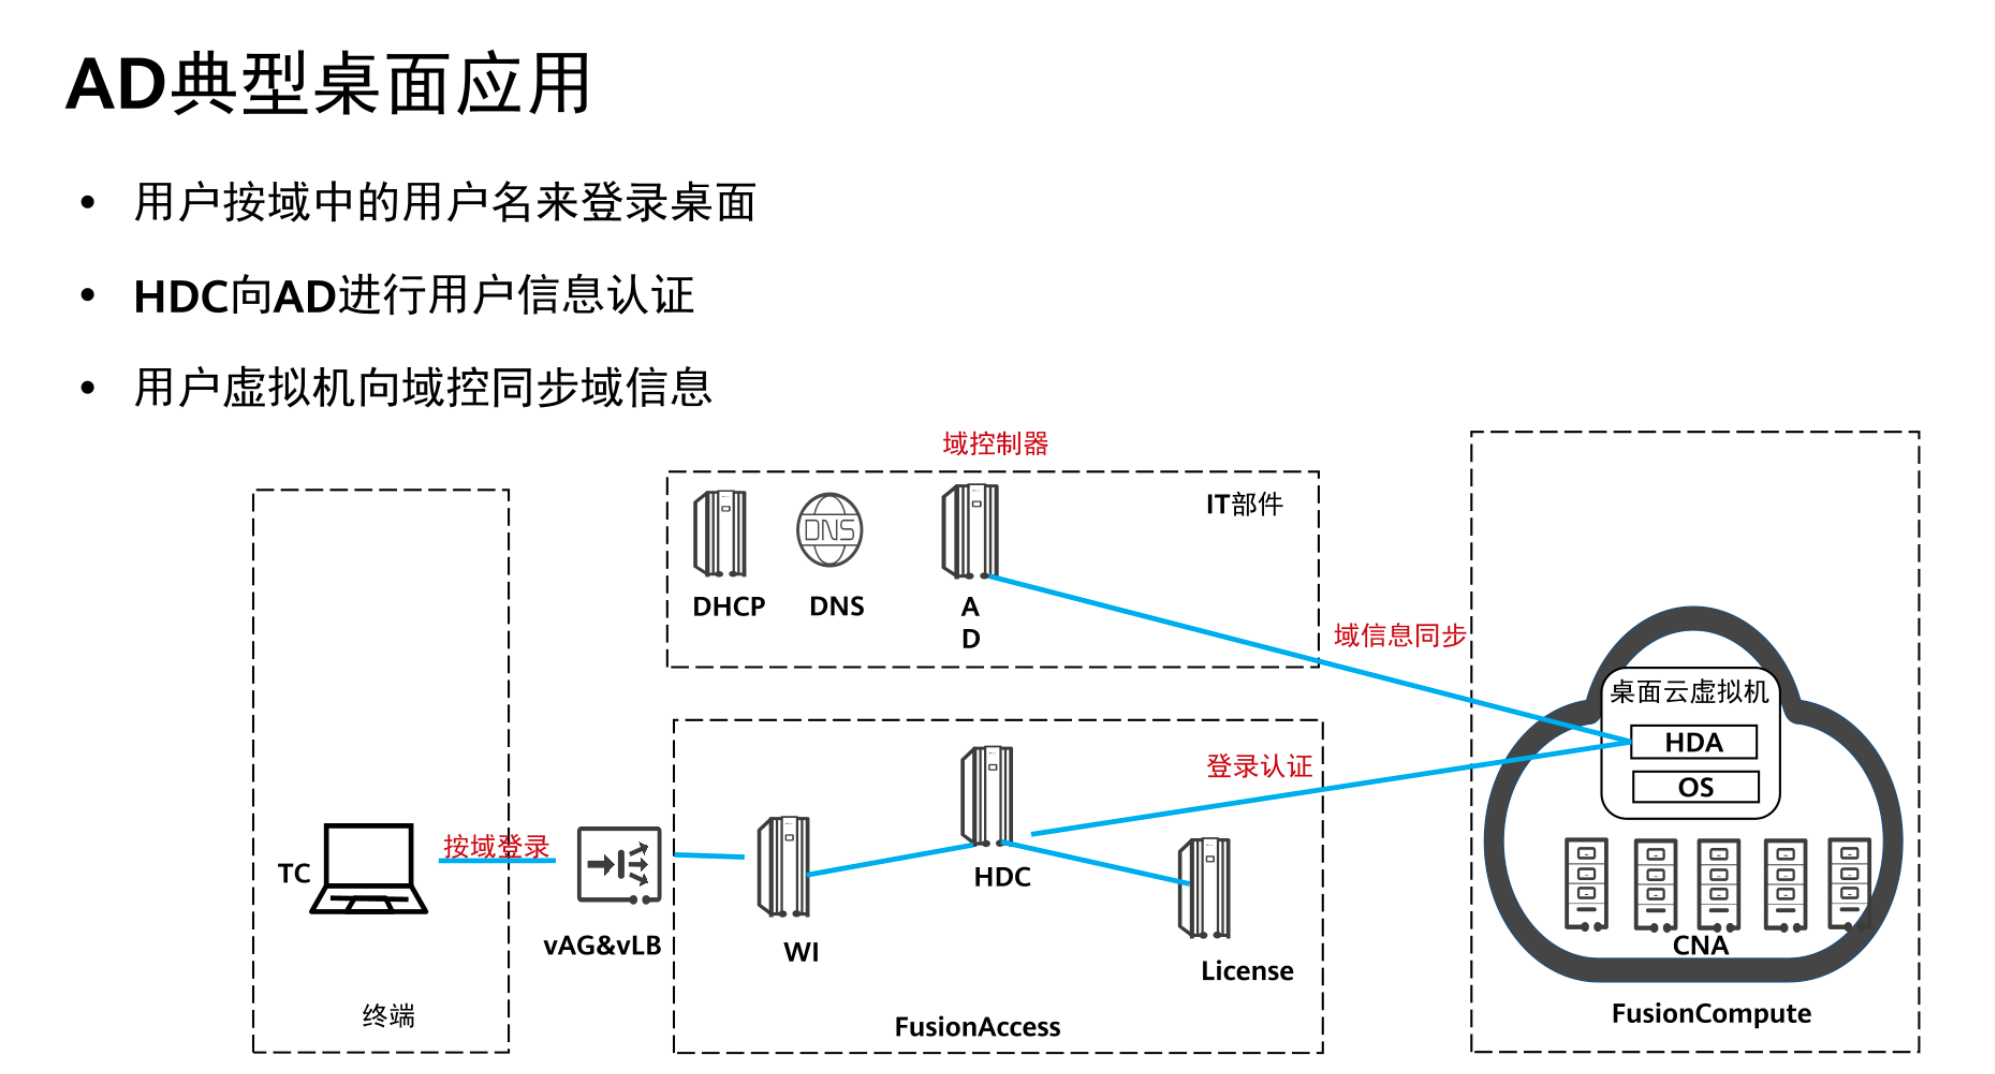 AD典型桌面应用
• 用户按域中的用户名来登录桌面
• HDC向AD进行用户信息认证
• 用户虚拟机向域控同步域信息
域控制器
IT部件
DNS
DHCP
DNS
A
D
域信息同步
桌面云虚拟机
HDA
OS
登录认证
按域登录
TC
HDC
vAG&vLB
WI
License
CNA
终端
FusionAccess
FusionCompute